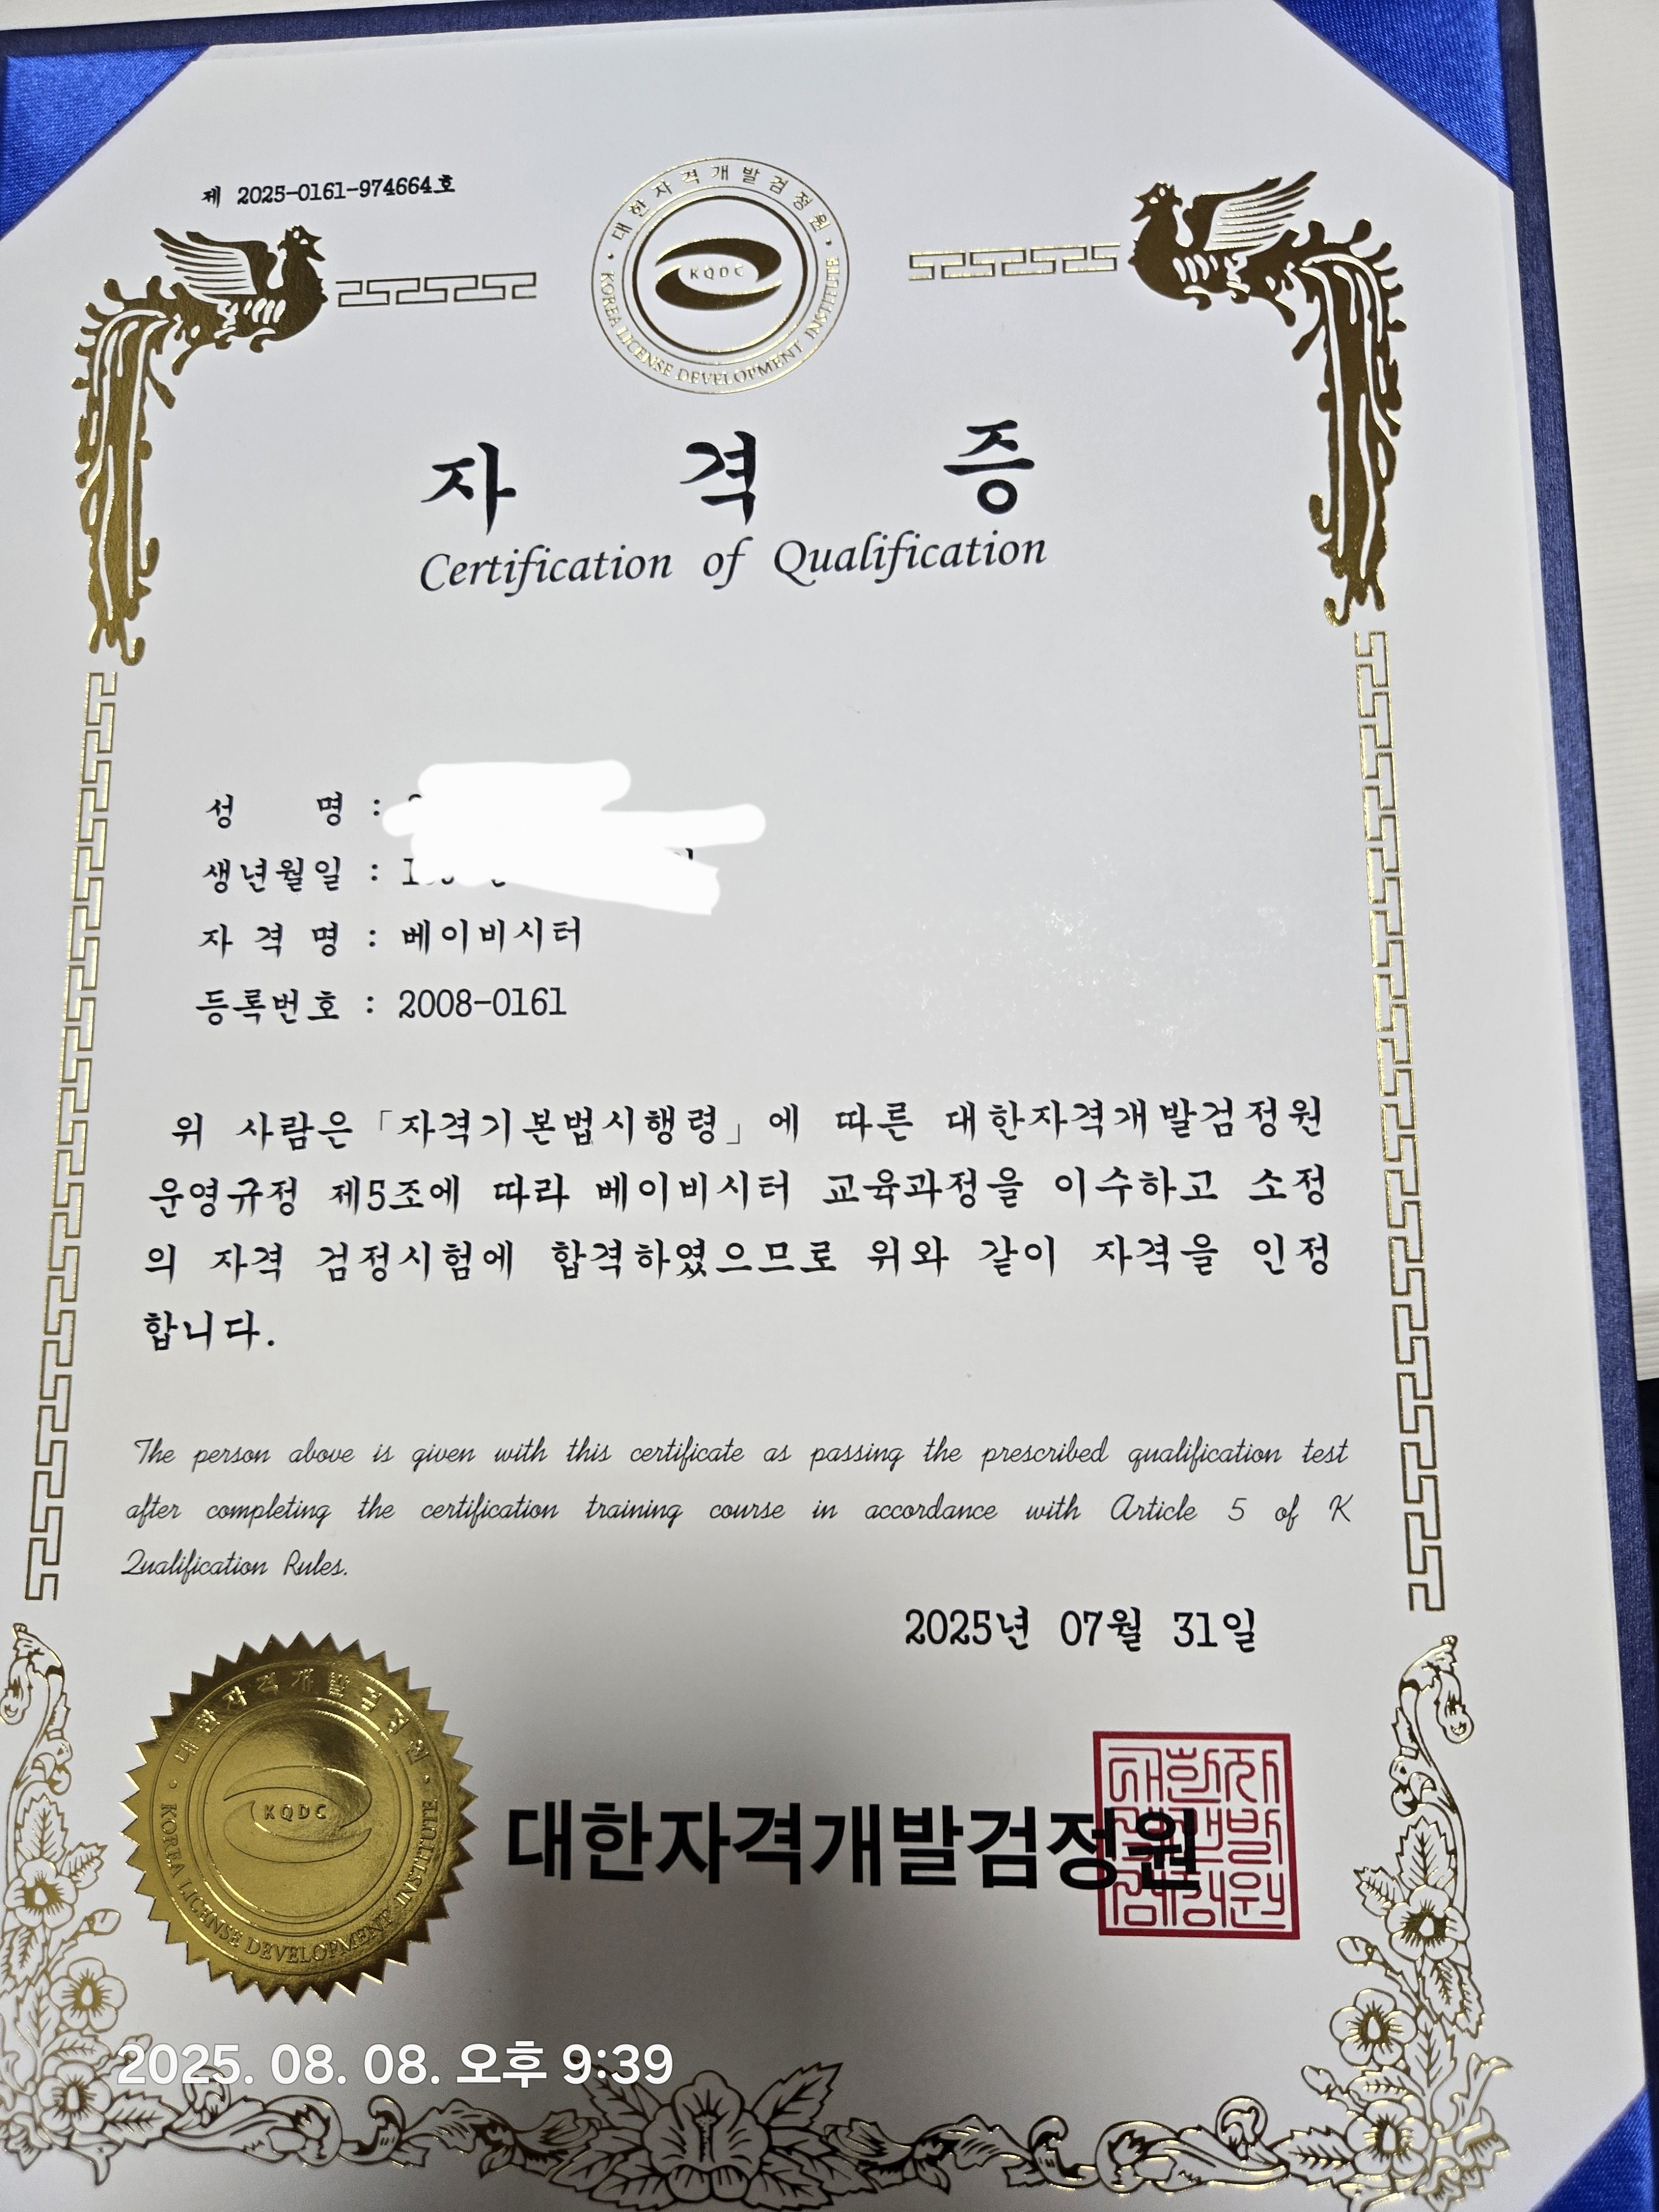 제 2025-0161-974664호
대한자격개발검정원
KQDC
KOREA LICENSE DEVELOPMENT INSTITUTE
자 격 증
Certification of Qualification
성 명 :
생년월일 :
자 격 명 : 베이비시터
등록번호 : 2008-0161
위 사람은「자격기본법시행령」에 따른 대한자격개발검정원
운영규정 제5조에 따라 베이비시터 교육과정을 이수하고 소정
의 자격 검정시험에 합격하였으므로 위와 같이 자격을 인정
합니다.
The person above is given with this certificate as passing the prescribed qualification test
after completing the certification training course in accordance with Article 5 of K
Qualification Rules.
2025년 07월 31일
대한자격개발검정원
KQDC
KOREA LICENSE DEVELOPMENT INSTITUTE
대한자격개발검정원
대한자
격개발
검정원
2025. 08. 08. 오후 9:39